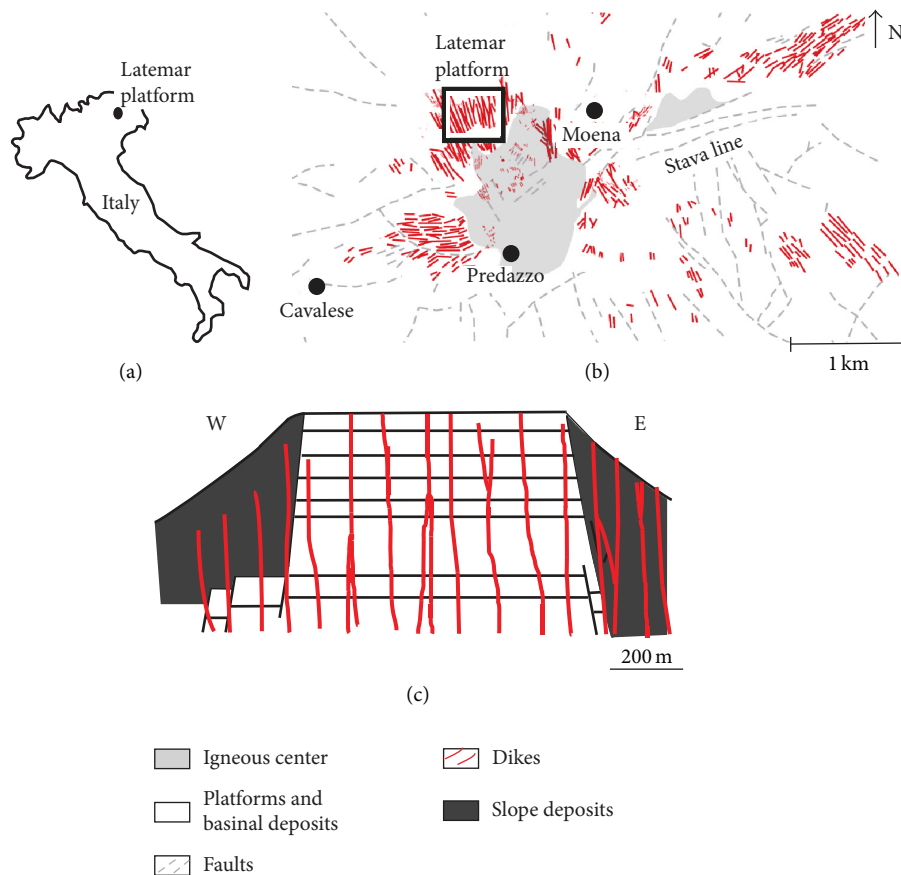 Latemar
platform
Italy
(a)
Latemar
platform
N
Moena
Stava line
Predazzo
Cavalese
1 km
(b)
W
E
200 m
(c)
Igneous center
Platforms and
basinal deposits
Faults
Dikes
Slope deposits